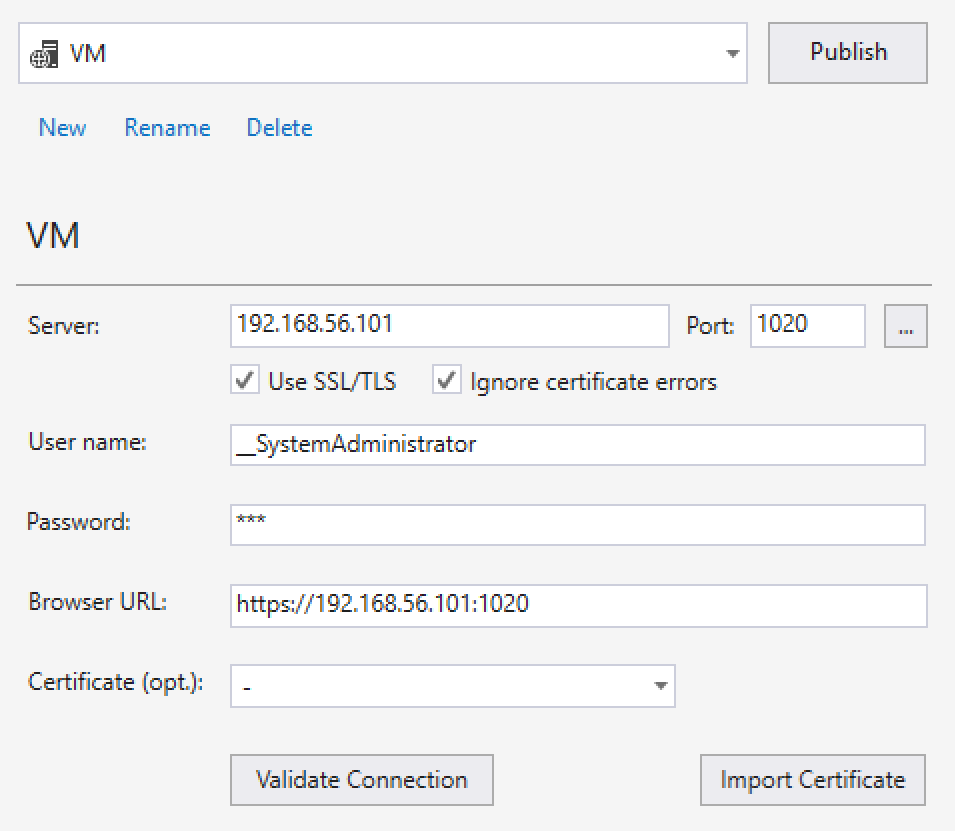 VM
Publish
New Rename Delete
VM
Server: 192.168.56.101 Port: 1020 ...
Use SSL/TLS Ignore certificate errors
User name: __SystemAdministrator
Password: ***
Browser URL: https://192.168.56.101:1020
Certificate (opt.): -
Validate Connection Import Certificate